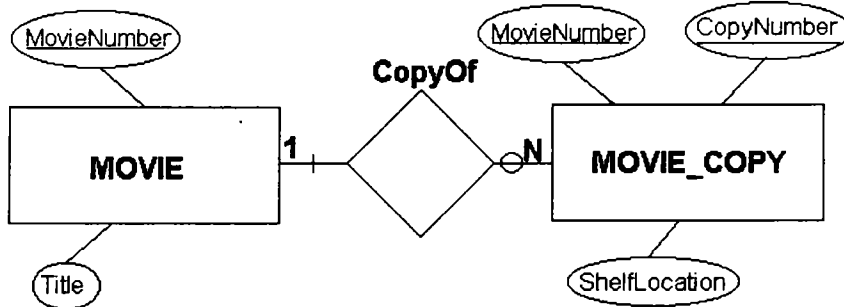 MovieNumber
MovieNumber
CopyNumber
CopyOf
MOVIE
1
N
MOVIE_COPY
Title
ShelfLocation